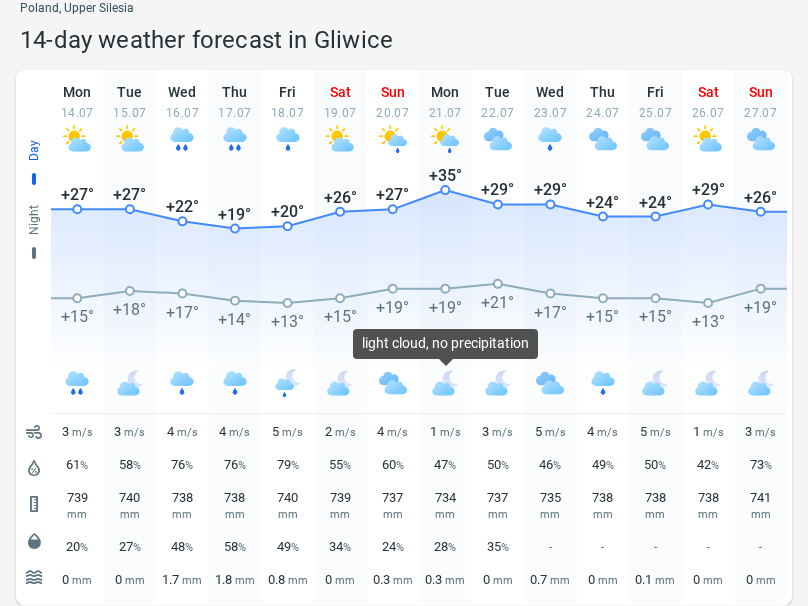 Poland, Upper Silesia
14-day weather forecast in Gliwice
Mon Tue Wed Thu Fri Sat Sun Mon Tue Wed Thu Fri Sat Sun
14.07 15.07 16.07 17.07 18.07 19.07 20.07 21.07 22.07 23.07 24.07 25.07 26.07 27.07
Day
+27° +27° +22° +19° +20° +26° +27° +35° +29° +29° +24° +24° +29° +26°
Night
+15° +18° +17° +14° +13° +15° +19° +19° +21° +17° +15° +15° +13° +19°
light cloud, no precipitation
3 m/s 3 m/s 4 m/s 4 m/s 5 m/s 2 m/s 4 m/s 1 m/s 3 m/s 5 m/s 4 m/s 5 m/s 1 m/s 3 m/s
61% 58% 76% 76% 79% 55% 60% 47% 50% 46% 49% 50% 42% 73%
739 740 738 738 740 739 737 734 737 735 738 738 738 741
mm mm mm mm mm mm mm mm mm mm mm mm mm mm
20% 27% 48% 58% 49% 34% 24% 28% 35% - - - - -
0 mm 0 mm 1.7 mm 1.8 mm 0.8 mm 0 mm 0.3 mm 0.3 mm 0 mm 0.7 mm 0 mm 0.1 mm 0 mm 0 mm